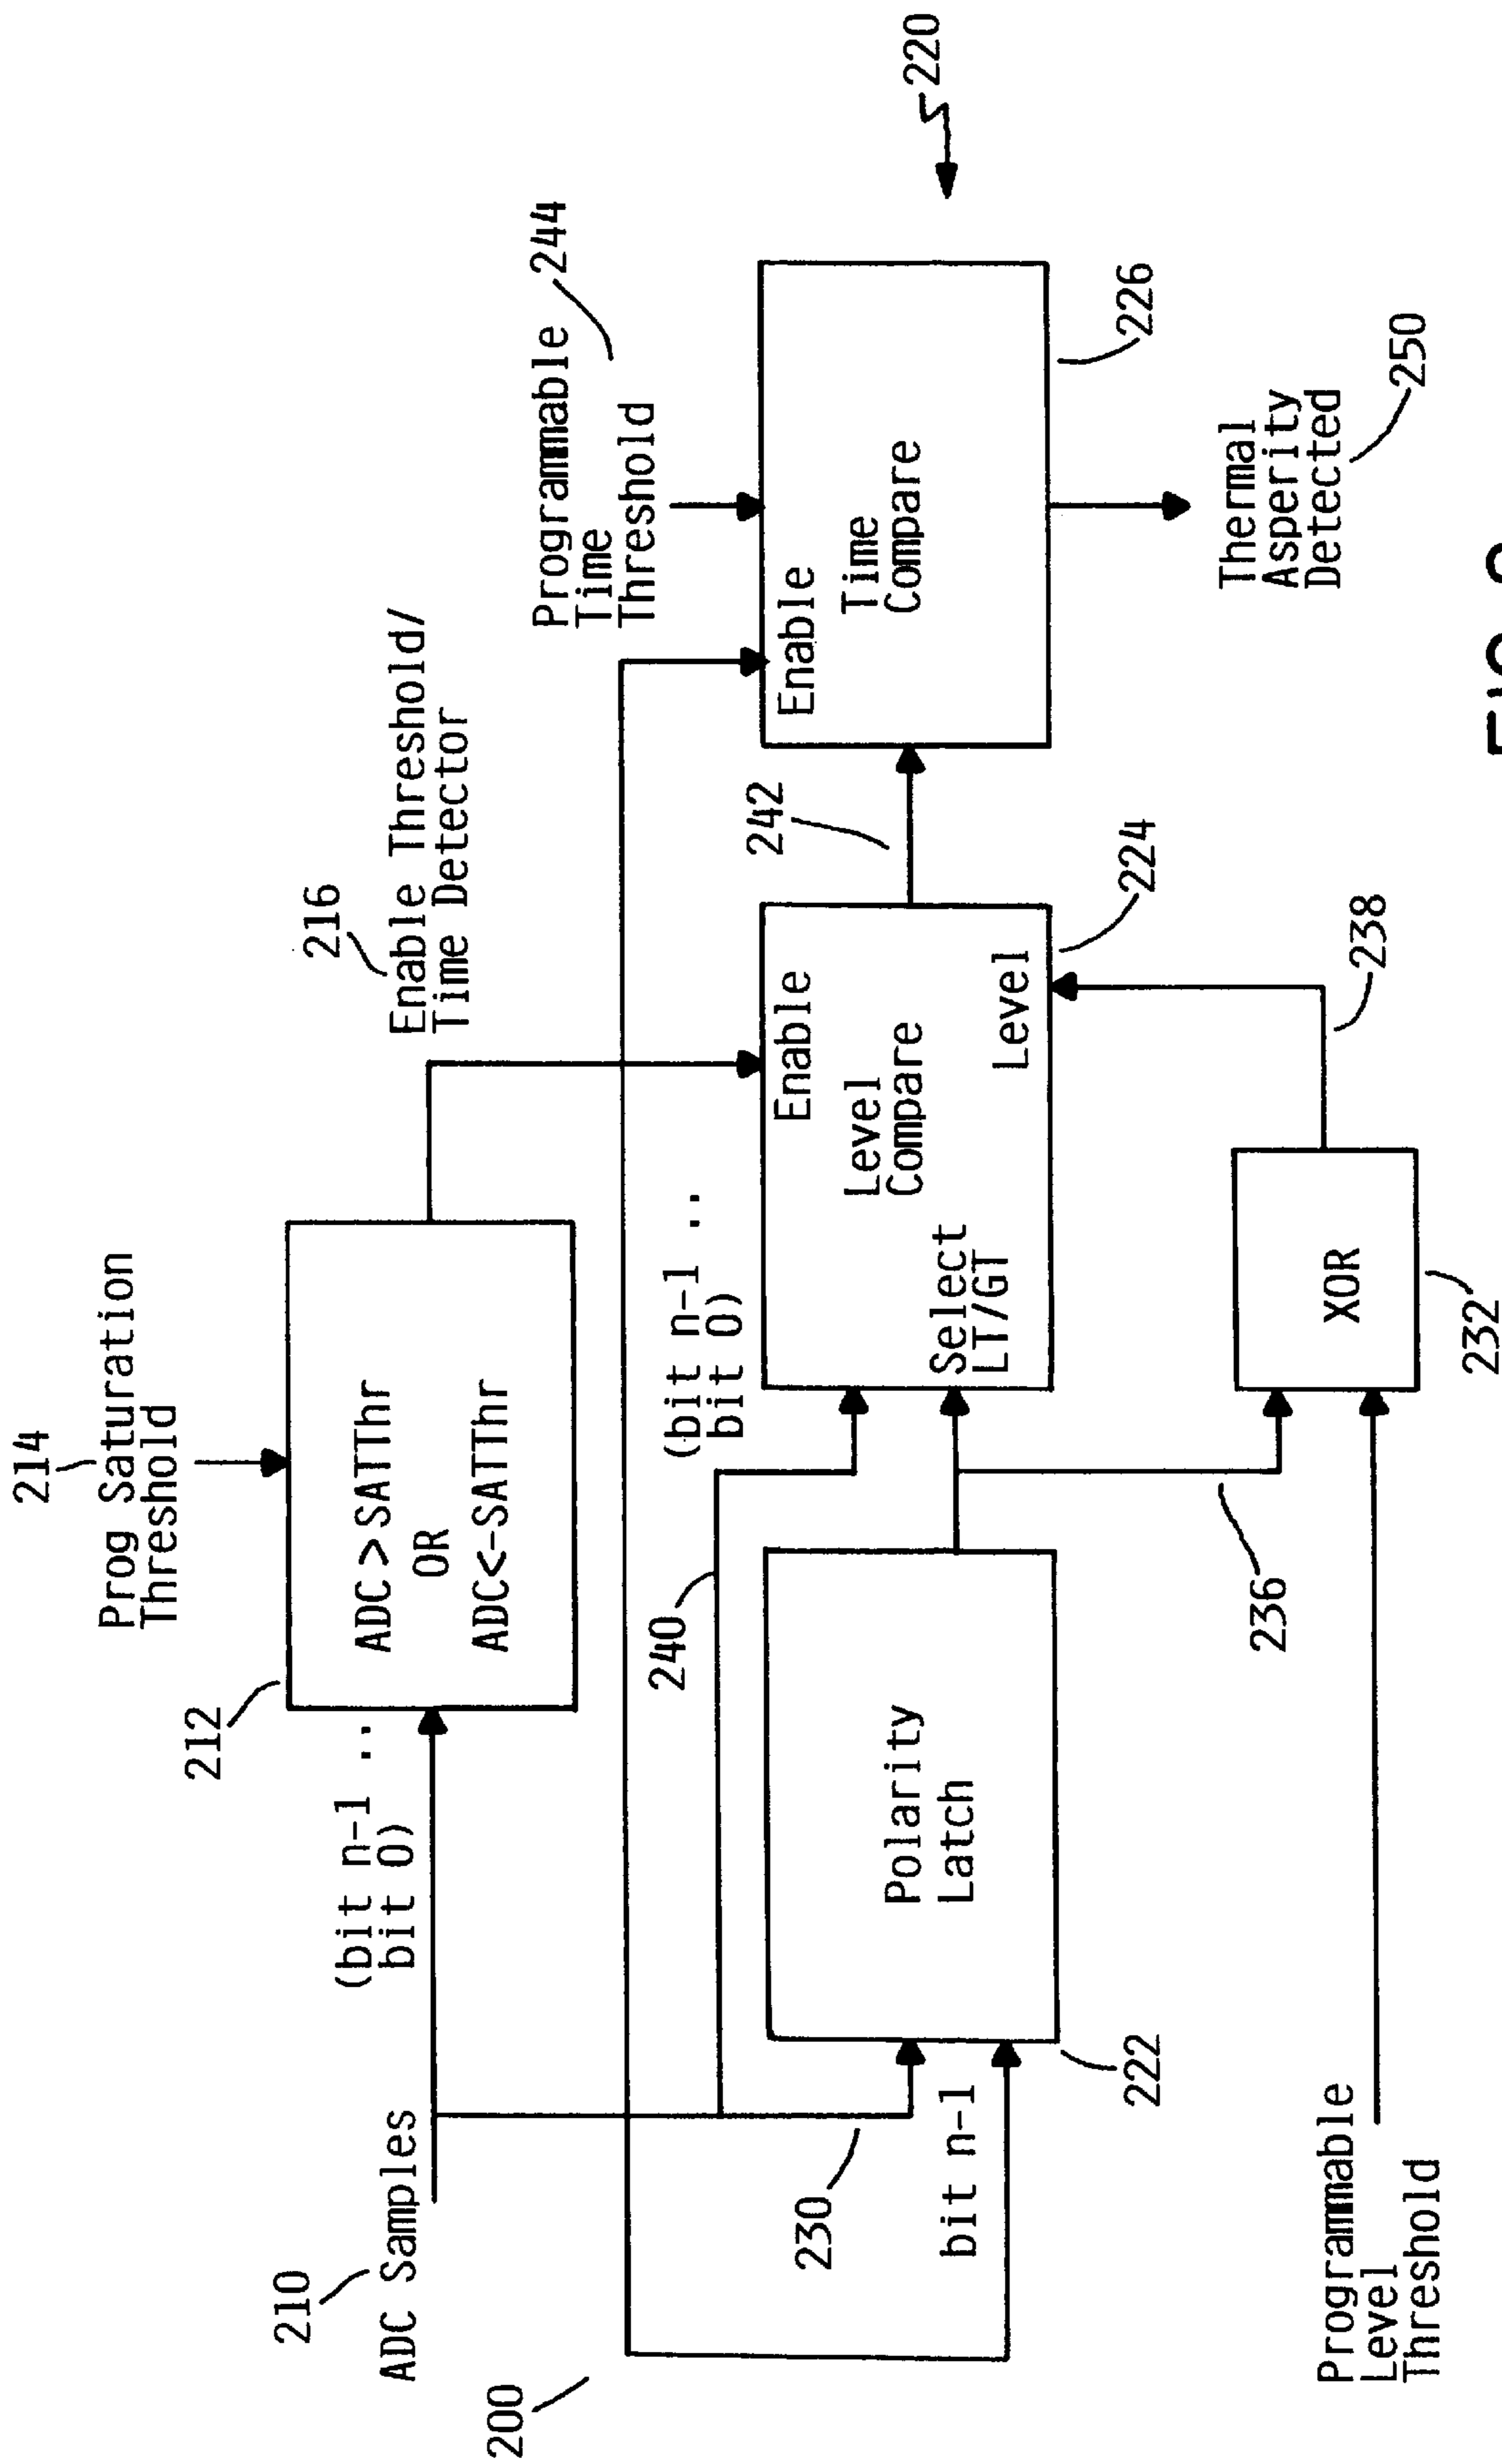 214
Prog Saturation
Threshold
212
ADC>SATThr
OR
ADC<-SATThr
216
Enable Threshold/
Time Detector
210
ADC Samples
(bit n-1 ..
bit 0)
200
240
(bit n-1 ..
bit 0)
230
bit n-1
Polarity
Latch
222
Enable
Level
Compare
Select
LT/GT
Level
224
242
Programmable
Time
Threshold
244
Enable
Time
Compare
226
220
236
XOR
232
238
Programmable
Level
Threshold
Thermal
Asperity
Detected
250